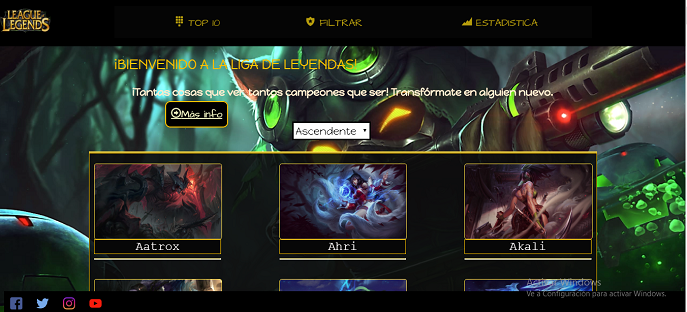 LEAGUE
LEGENDS
TOP 10
FILTRAR
ESTADISTICA
¡BIENVENIDO A LA LIGA DE LEYENDAS!
¡Tantas cosas que ver tantos campeones que ser! Transfórmate en alguien nuevo.
Más info
Ascendente
Aatrox
Ahri
Akali
Activar Windows
Ve a Configuración para activar Windows.